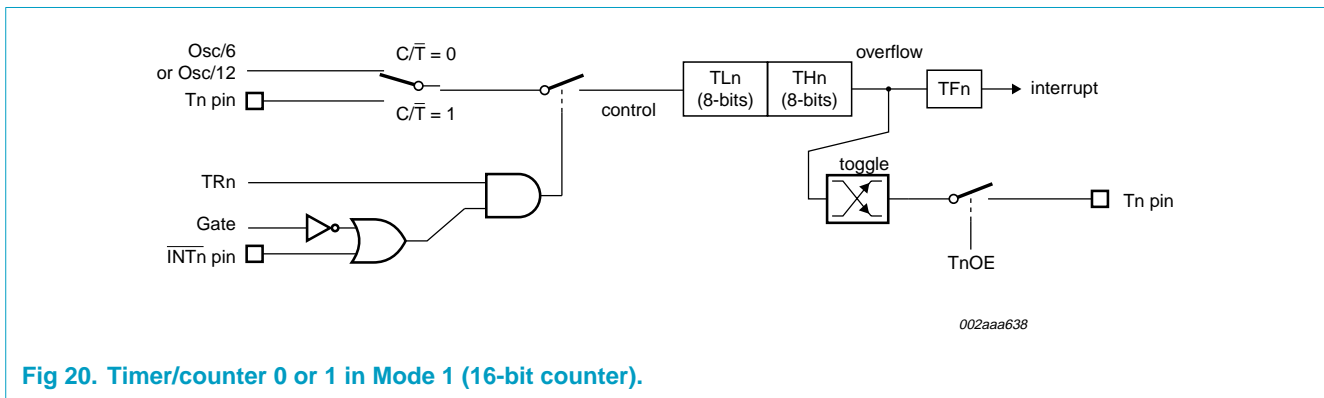 Osc/6
or Osc/12
C/T̅ = 0
Tn pin
C/T̅ = 1
control
TLn
(8-bits)
THn
(8-bits)
overflow
TFn
interrupt
toggle
Tn pin
TnOE
TRn
Gate
I̅N̅T̅n pin
002aaa638
Fig 20. Timer/counter 0 or 1 in Mode 1 (16-bit counter).